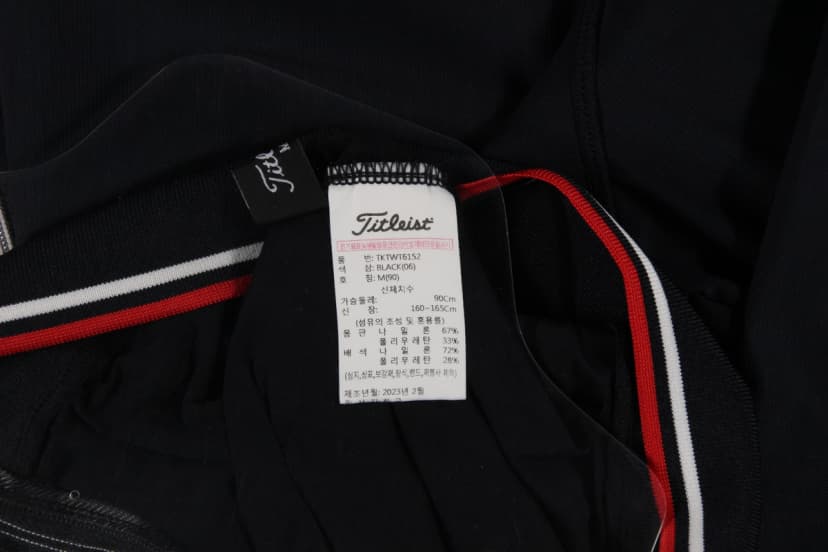 Titl
Titleist
품 번: TKTWT6152
색 상: BLACK(06)
호 칭: M(90)
신체치수
가슴둘레: 90Cm
신 장: 160~165Cm
(섬유의 조성 및 혼용률)
몸 판 나 일 론 67%
폴 리 우 레 탄 33%
배 색 나 일 론 72%
폴 리 우 레 탄 28%
제조년월: 2023년 2월